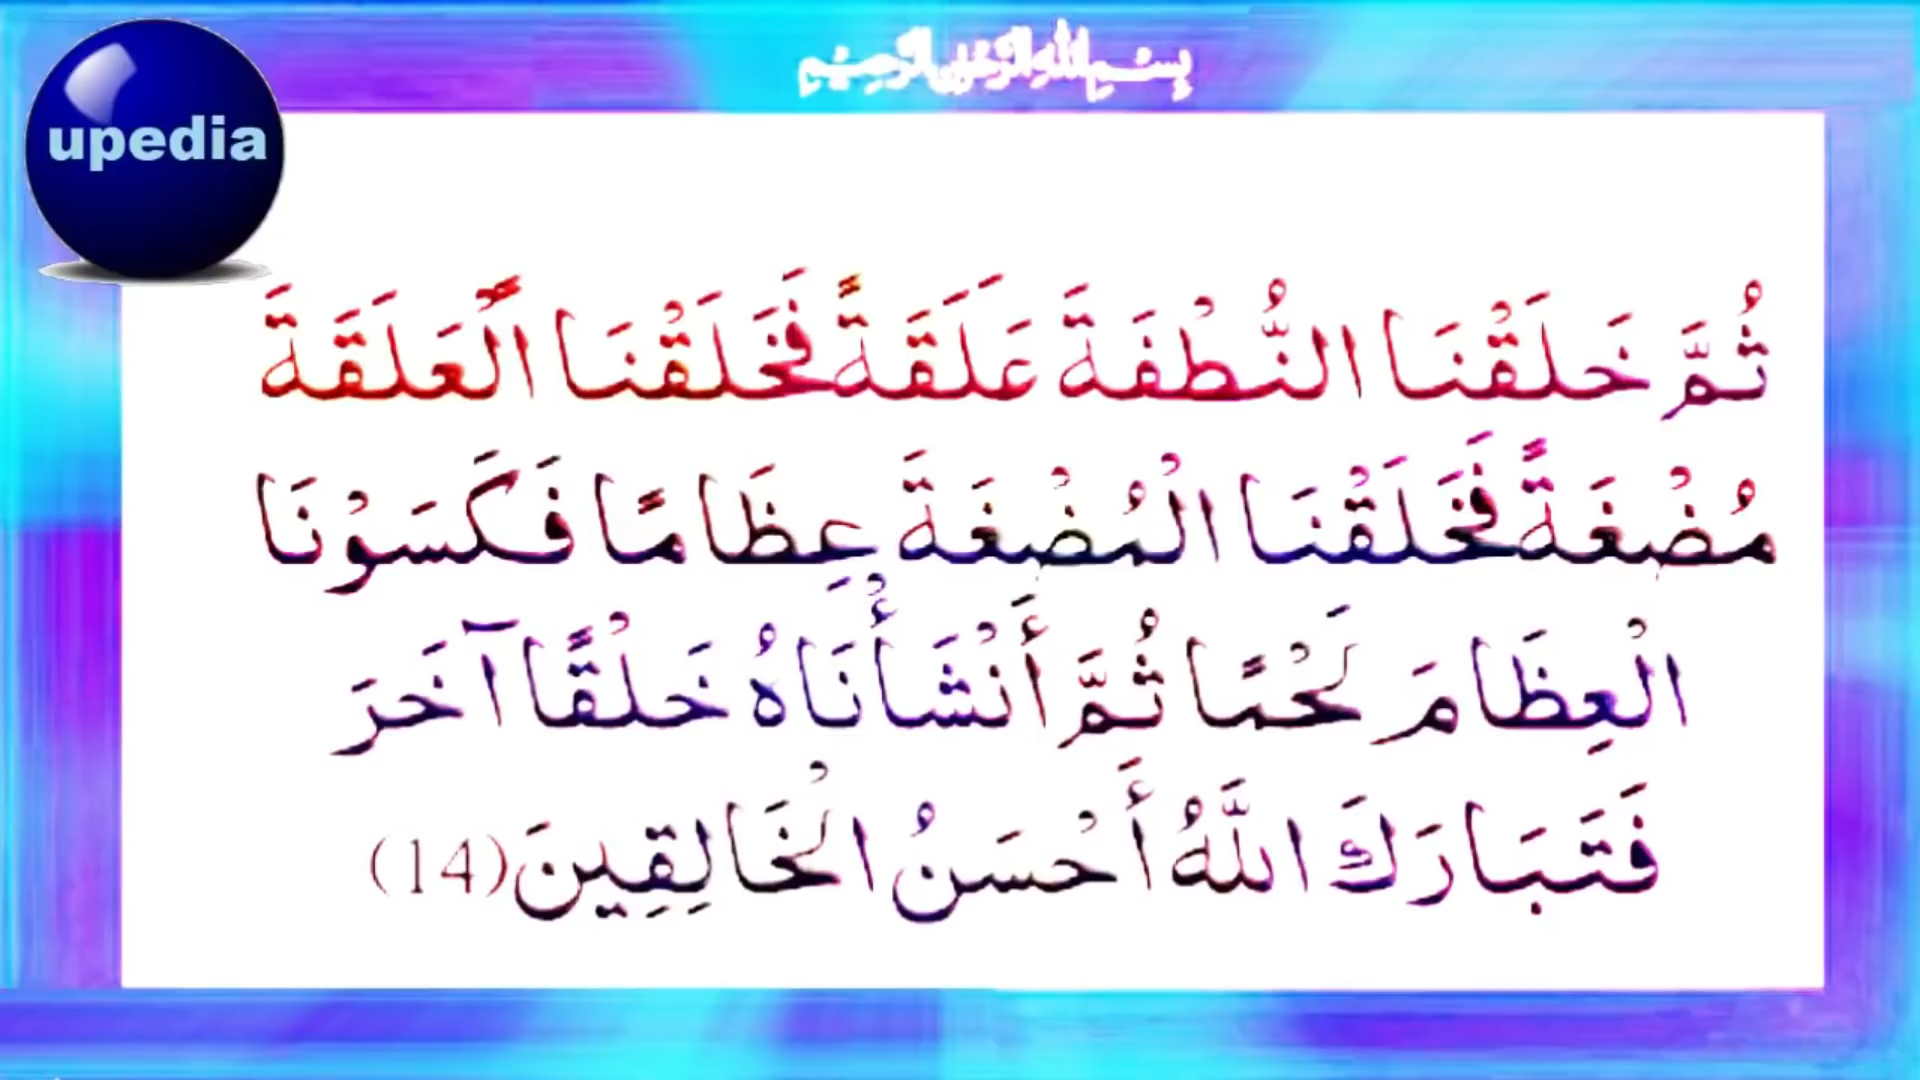 بسم الله الرحمن الرحيم
upedia
ثُمَّ خَلَقْنَا النُّطْفَةَ عَلَقَةً فَخَلَقْنَا الْعَلَقَةَ
مُضْغَةً فَخَلَقْنَا الْمُضْغَةَ عِظَامًا فَكَسَوْنَا
الْعِظَامَ لَحْمًا ثُمَّ أَنْشَأْنَاهُ خَلْقًا آخَرَ
فَتَبَارَكَ اللَّهُ أَحْسَنُ الْخَالِقِينَ (14)